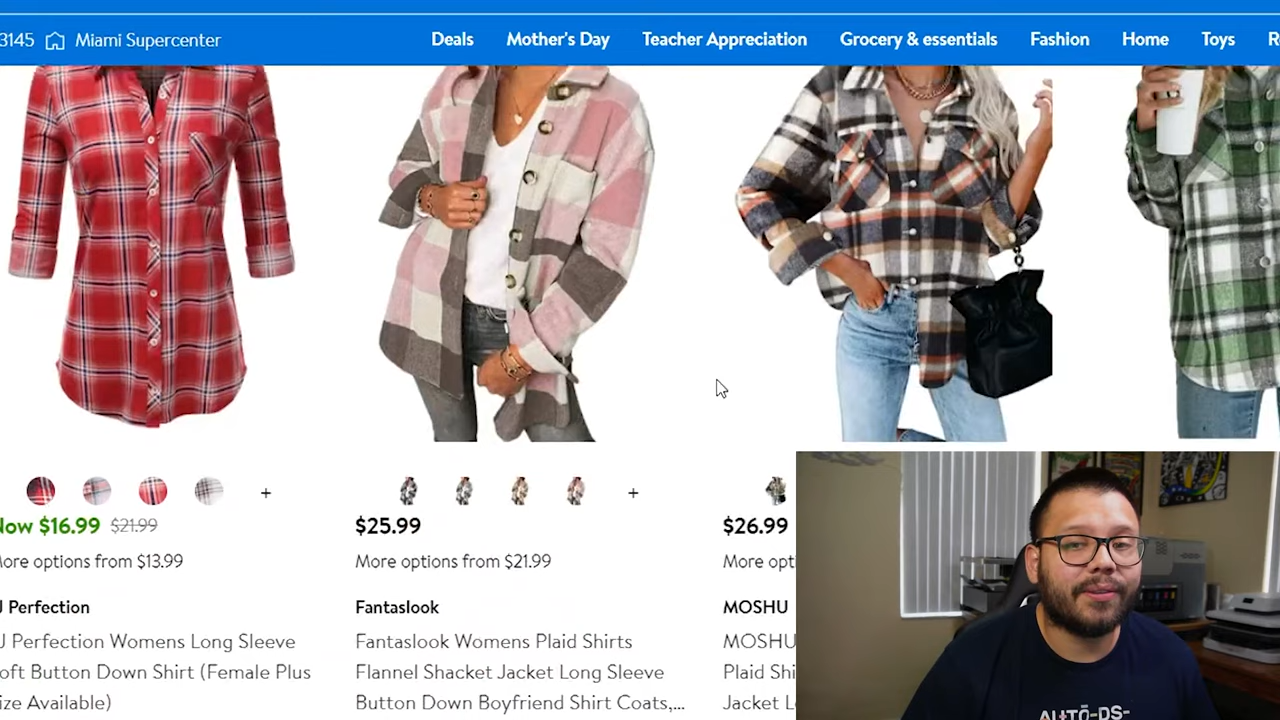 3145 Miami Supercenter Deals Mother's Day Teacher Appreciation Grocery & essentials Fashion Home Toys
+
Now $16.99 $21.99
More options from $13.99
J Perfection
J Perfection Womens Long Sleeve
oft Button Down Shirt (Female Plus
ize Available)
+
$25.99
More options from $21.99
Fantaslook
Fantaslook Womens Plaid Shirts
Flannel Shacket Jacket Long Sleeve
Button Down Boyfriend Shirt Coats,...
$26.99
More opti
MOSHU
MOSHU
Plaid Shi
Jacket L
AUTO-DS-